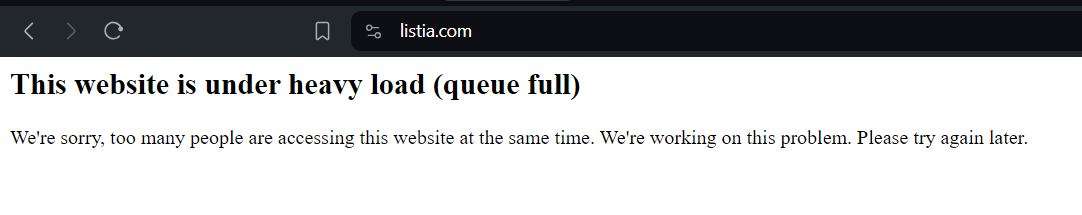 listia.com
This website is under heavy load (queue full)
We're sorry, too many people are accessing this website at the same time. We're working on this problem. Please try again later.